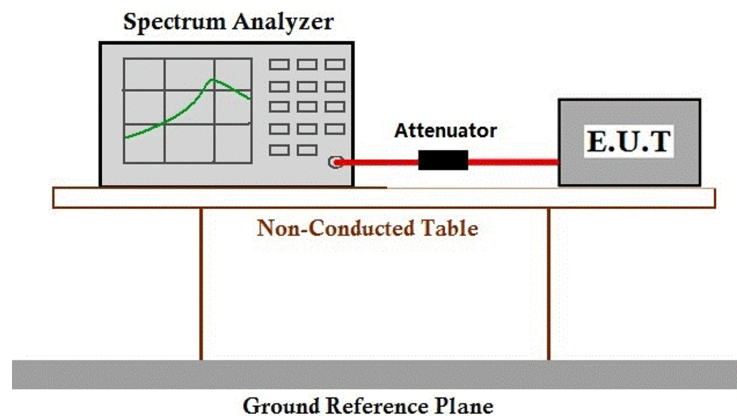 Spectrum Analyzer
Attenuator
E.U.T
Non-Conducted Table
Ground Reference Plane